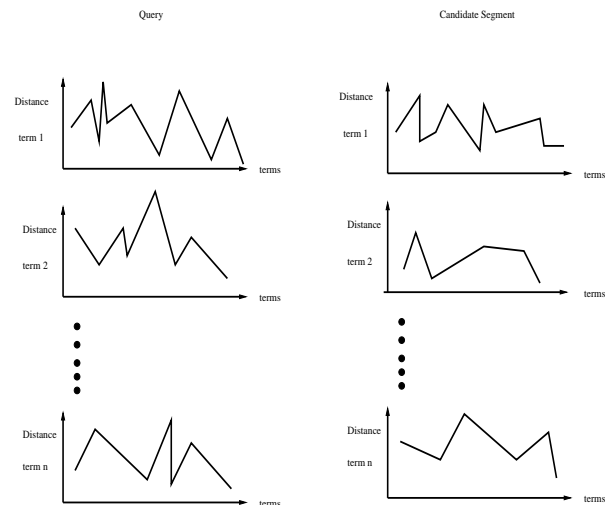 Query
Candidate Segment
Distance
term 1
terms
Distance
term 1
terms
Distance
term 2
terms
Distance
term 2
terms
Distance
term n
terms
Distance
term n
terms